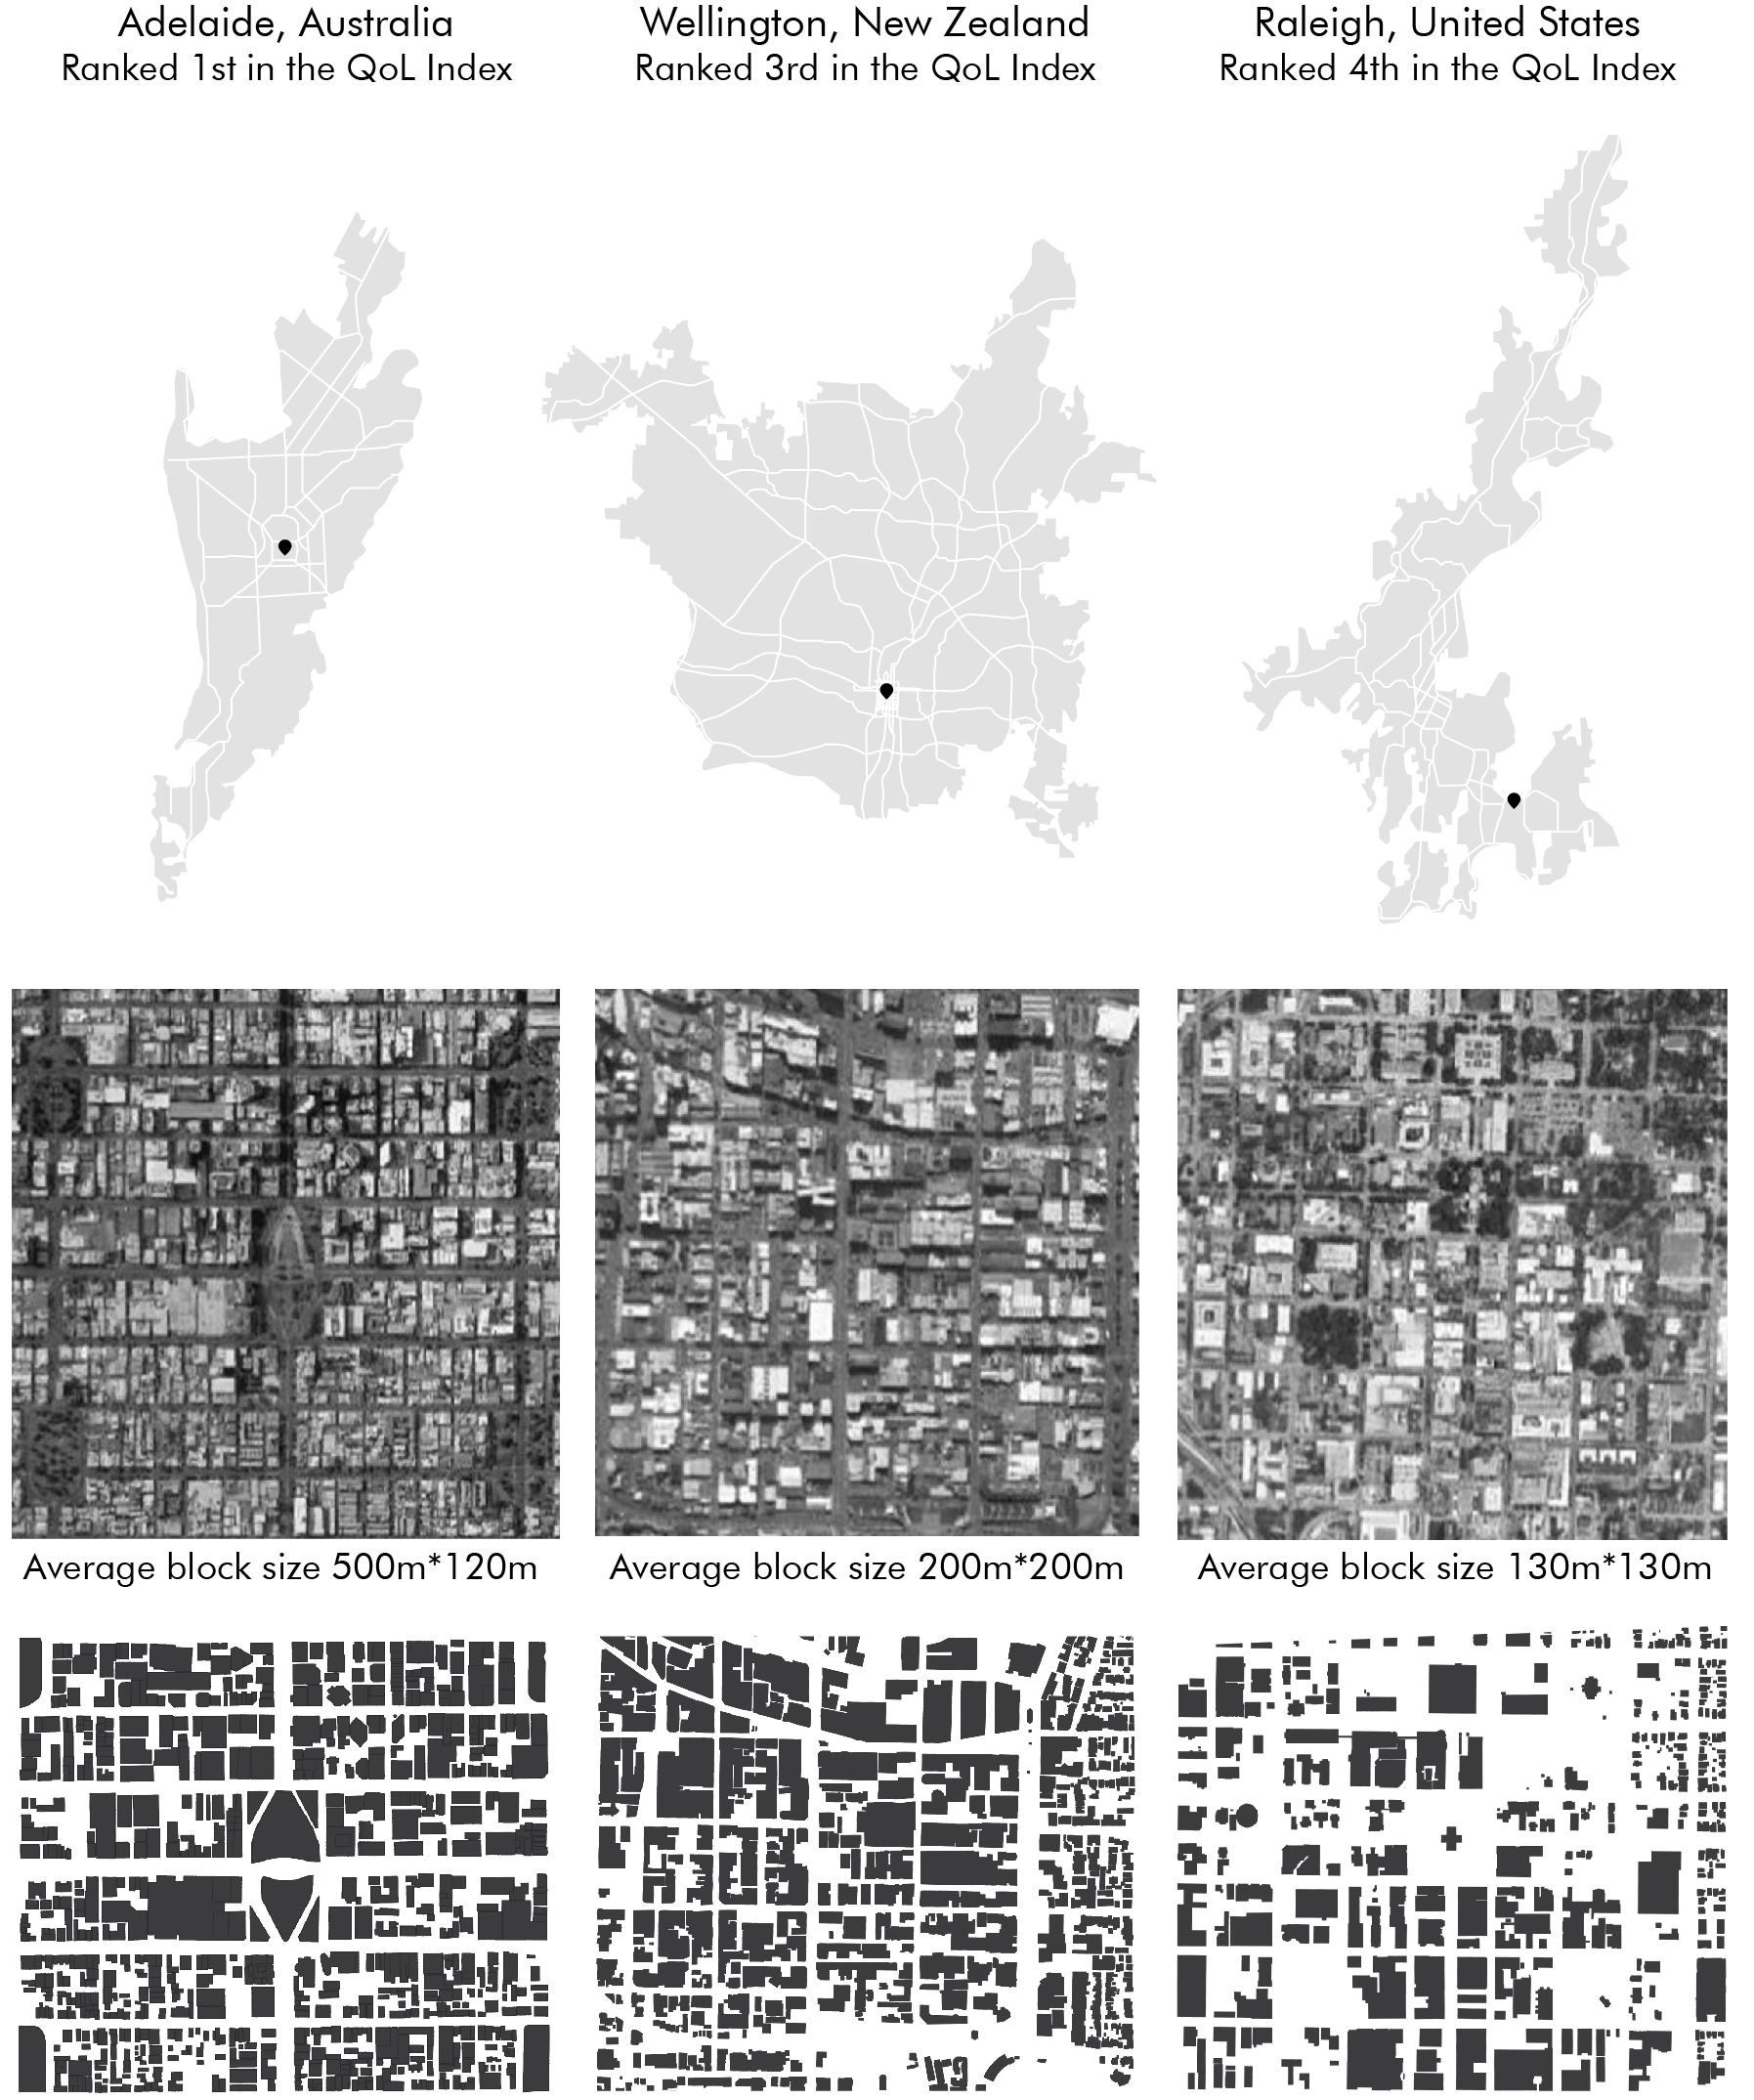 Adelaide, Australia
Ranked 1st in the QoL Index
Wellington, New Zealand
Ranked 3rd in the QoL Index
Raleigh, United States
Ranked 4th in the QoL Index
Average block size 500m*120m
Average block size 200m*200m
Average block size 130m*130m